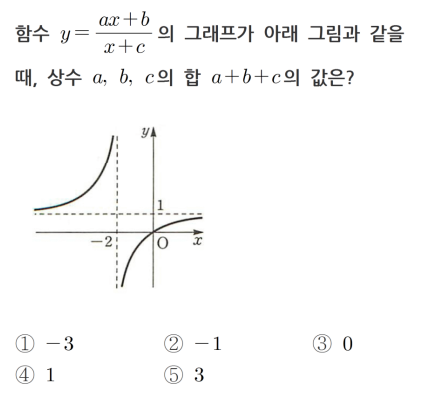 함수 y = \frac{ax+b}{x+c} 의 그래프가 아래 그림과 같을
때, 상수 a, b, c의 합 a+b+c의 값은?
y
1
-2
O
x
① -3 ② -1 ③ 0
④ 1 ⑤ 3